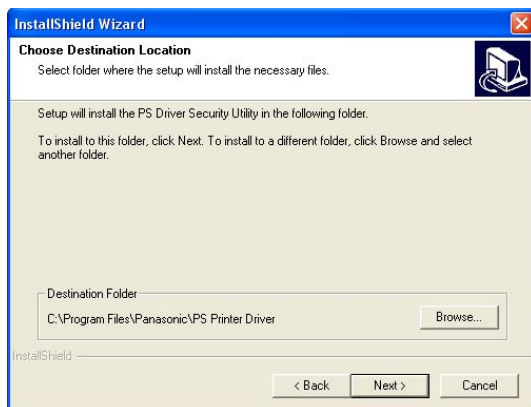 InstallShield Wizard
Choose Destination Location
Select folder where the setup will install the necessary files.
Setup will install the PS Driver Security Utility in the following folder.
To install to this folder, click Next. To install to a different folder, click Browse and select
another folder.
Destination Folder
C:\Program Files\Panasonic\PS Printer Driver
Browse...
InstallShield
< Back
Next >
Cancel